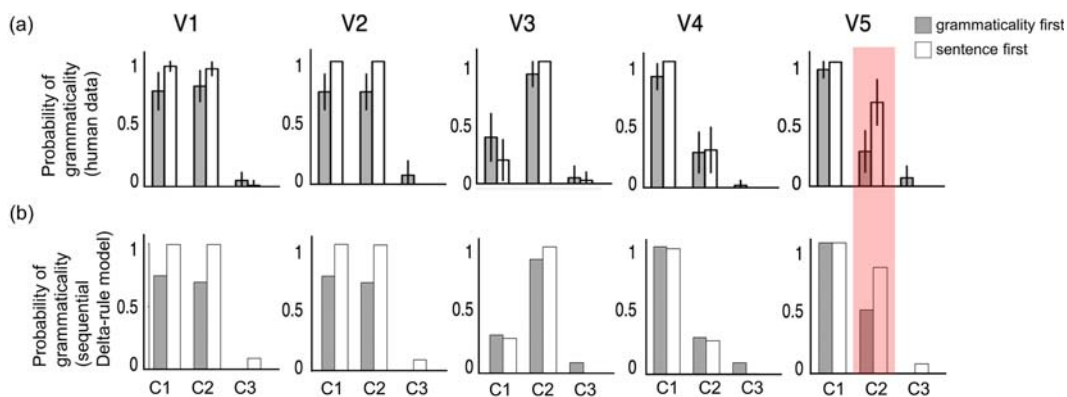 (a) V1 V2 V3 V4 V5
grammaticality first
sentence first
Probability of
grammaticality
(human data)
1 0.5 0
1 0.5 0
1 0.5 0
1 0.5 0
1 0.5 0
(b)
Probability of
grammaticality
(sequential
Delta-rule model)
1 0.5 0
1 0.5 0
1 0.5 0
1 0.5 0
1 0.5 0
C1 C2 C3 C1 C2 C3 C1 C2 C3 C1 C2 C3 C1 C2 C3